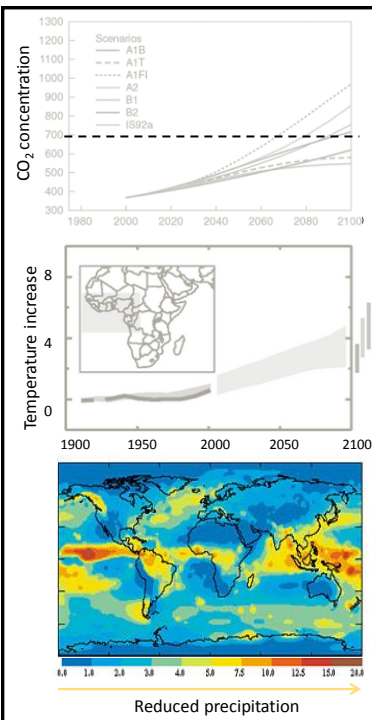 CO₂ concentration
1300
1200
1100
1000
900
800
700
600
500
400
300
Scenarios
A1B
A1T
A1FI
A2
B1
B2
IS92a
1980 2000 2020 2040 2060 2080 2100
Temperature increase
8
4
0
1900 1950 2000 2050 2100
0.0 1.0 2.0 3.0 5.0 7.5 10.0 12.5 15.0 24.0
Reduced precipitation